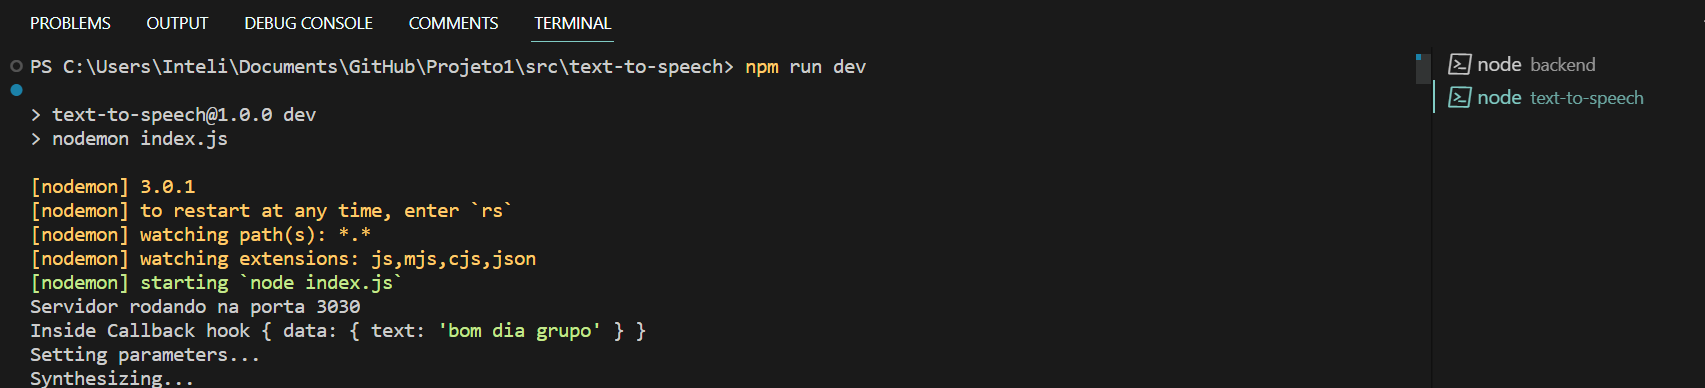 PROBLEMS OUTPUT DEBUG CONSOLE COMMENTS TERMINAL
PS C:\Users\Inteli\Documents\GitHub\Projeto1\src\text-to-speech> npm run dev
> text-to-speech@1.0.0 dev
> nodemon index.js
[nodemon] 3.0.1
[nodemon] to restart at any time, enter `rs`
[nodemon] watching path(s): *.*
[nodemon] watching extensions: js,mjs,cjs,json
[nodemon] starting `node index.js`
Servidor rodando na porta 3030
Inside Callback hook { data: { text: 'bom dia grupo' } }
Setting parameters...
Synthesizing...
node backend
node text-to-speech